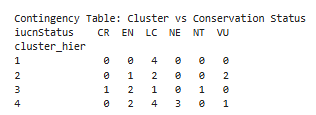 Contingency Table: Cluster vs Conservation Status
iucnStatus    CR  EN  LC  NE  NT  VU
cluster_hier
1              0   0   4   0   0   0
2              0   1   2   0   0   2
3              1   2   1   0   1   0
4              0   2   4   3   0   1